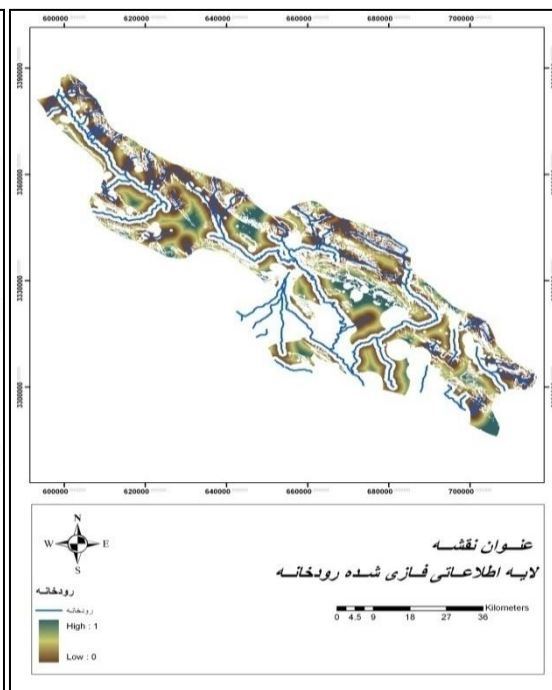 600000 620000 640000 660000 680000 700000
3390000
3360000
3330000
3300000
600000 620000 640000 660000 680000 700000
N
W E
S
عنوان نقشه
لایه اطلاعاتی فازی شده رودخانه
رودخانه
رودخانه
High : 1
Low : 0
Kilometers
0 4.5 9 18 27 36